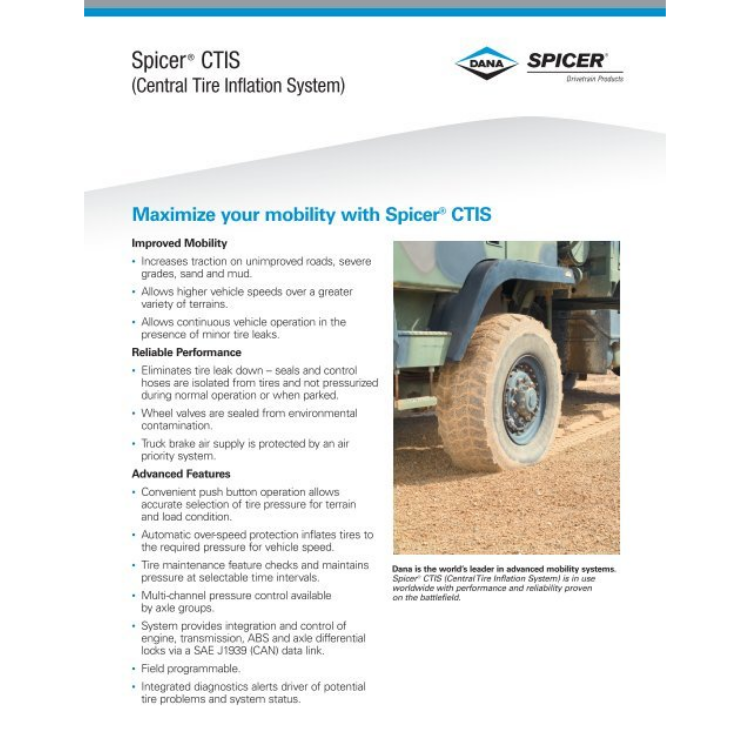 Spicer® CTIS
(Central Tire Inflation System)
DANA
SPICER®
Drivetrain Products
Maximize your mobility with Spicer® CTIS
Improved Mobility
• Increases traction on unimproved roads, severe
grades, sand and mud.
• Allows higher vehicle speeds over a greater
variety of terrains.
• Allows continuous vehicle operation in the
presence of minor tire leaks.
Reliable Performance
• Eliminates tire leak down – seals and control
hoses are isolated from tires and not pressurized
during normal operation or when parked.
• Wheel valves are sealed from environmental
contamination.
• Truck brake air supply is protected by an air
priority system.
Advanced Features
• Convenient push button operation allows
accurate selection of tire pressure for terrain
and load condition.
• Automatic over-speed protection inflates tires to
the required pressure for vehicle speed.
• Tire maintenance feature checks and maintains
pressure at selectable time intervals.
• Multi-channel pressure control available
by axle groups.
• System provides integration and control of
engine, transmission, ABS and axle differential
locks via a SAE J1939 (CAN) data link.
• Field programmable.
• Integrated diagnostics alerts driver of potential
tire problems and system status.
Dana is the world's leader in advanced mobility systems.
Spicer® CTIS (Central Tire Inflation System) is in use
worldwide with performance and reliability proven
on the battlefield.